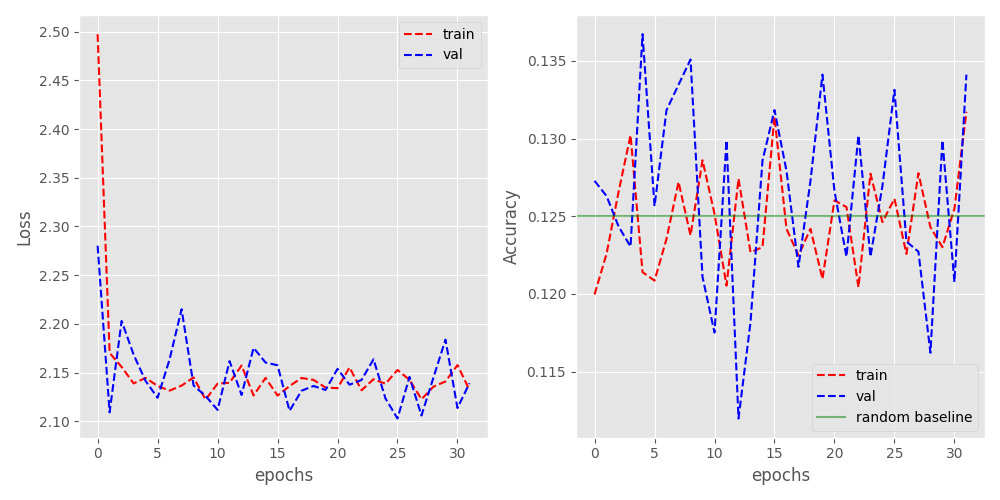 2.50
2.45
2.40
2.35
2.30
2.25
2.20
2.15
2.10
Loss
train
val
0 5 10 15 20 25 30
epochs
0.135
0.130
0.125
0.120
0.115
Accuracy
train
val
random baseline
0 5 10 15 20 25 30
epochs